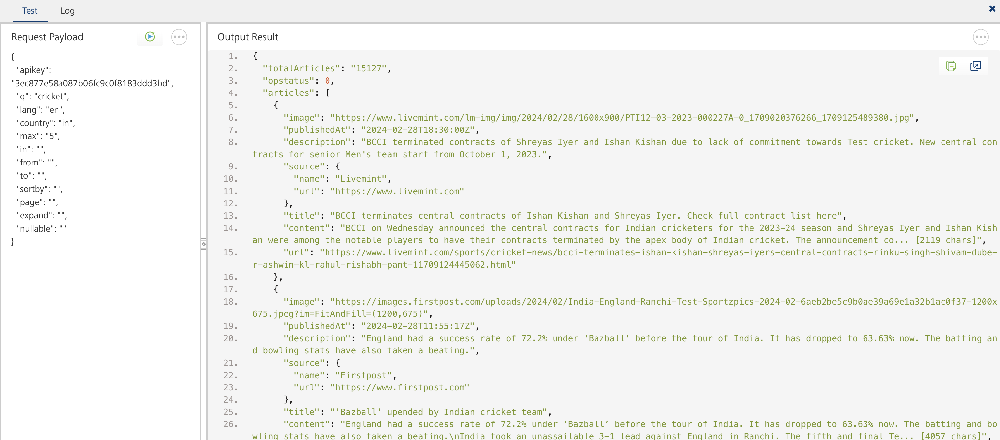 Test Log
Request Payload
{
"apikey":
"3ec877e58a087b06fc9c0f8183ddd3bd",
"q": "cricket",
"lang": "en",
"country": "in",
"max": "5",
"in": "",
"from": "",
"to": "",
"sortby": "",
"page": "",
"expand": "",
"nullable": ""
}
Output Result
1. {
2. "totalArticles": "15127",
3. "opstatus": 0,
4. "articles": [
5. {
6. "image": "https://www.livemint.com/lm-img/img/2024/02/28/1600x900/PTI12-03-2023-000227A-0_1709020376266_1709125489380.jpg",
7. "publishedAt": "2024-02-28T18:30:00Z",
8. "description": "BCCI terminated contracts of Shreyas Iyer and Ishan Kishan due to lack of commitment towards Test cricket. New central con
tracts for senior Men's team start from October 1, 2023.",
9. "source": {
10. "name": "Livemint",
11. "url": "https://www.livemint.com"
12. },
13. "title": "BCCI terminates central contracts of Ishan Kishan and Shreyas Iyer. Check full contract list here",
14. "content": "BCCI on Wednesday announced the central contracts for Indian cricketers for the 2023-24 season and Shreyas Iyer and Ishan Kish
an were among the notable players to have their contracts terminated by the apex body of Indian cricket. The announcement co... [2119 chars]",
15. "url": "https://www.livemint.com/sports/cricket-news/bcci-terminates-ishan-kishan-shreyas-iyers-central-contracts-rinku-singh-shivam-dube-
r-ashwin-kl-rahul-rishabh-pant-11709124445062.html"
16. },
17. {
18. "image": "https://images.firstpost.com/uploads/2024/02/India-England-Ranchi-Test-Sportzpics-2024-02-6aeb2be5c9b0ae39a69e1a32b1ac0f37-1200x
675.jpeg?im=FitAndFill=(1200,675)",
19. "publishedAt": "2024-02-28T11:55:17Z",
20. "description": "England had a success rate of 72.2% under 'Bazball' before the tour of India. It has dropped to 63.63% now. The batting an
d bowling stats have also taken a beating.",
21. "source": {
22. "name": "Firstpost",
23. "url": "https://www.firstpost.com"
24. },
25. "title": "'Bazball' upended by Indian cricket team",
26. "content": "England had a success rate of 72.2% under ‘Bazball’ before the tour of India. It has dropped to 63.63% now. The batting and bo
wling stats have also taken a beating.\nIndia took an unassailable 3-1 lead against England in Ranchi. The fifth and final Te... [4057 chars]",